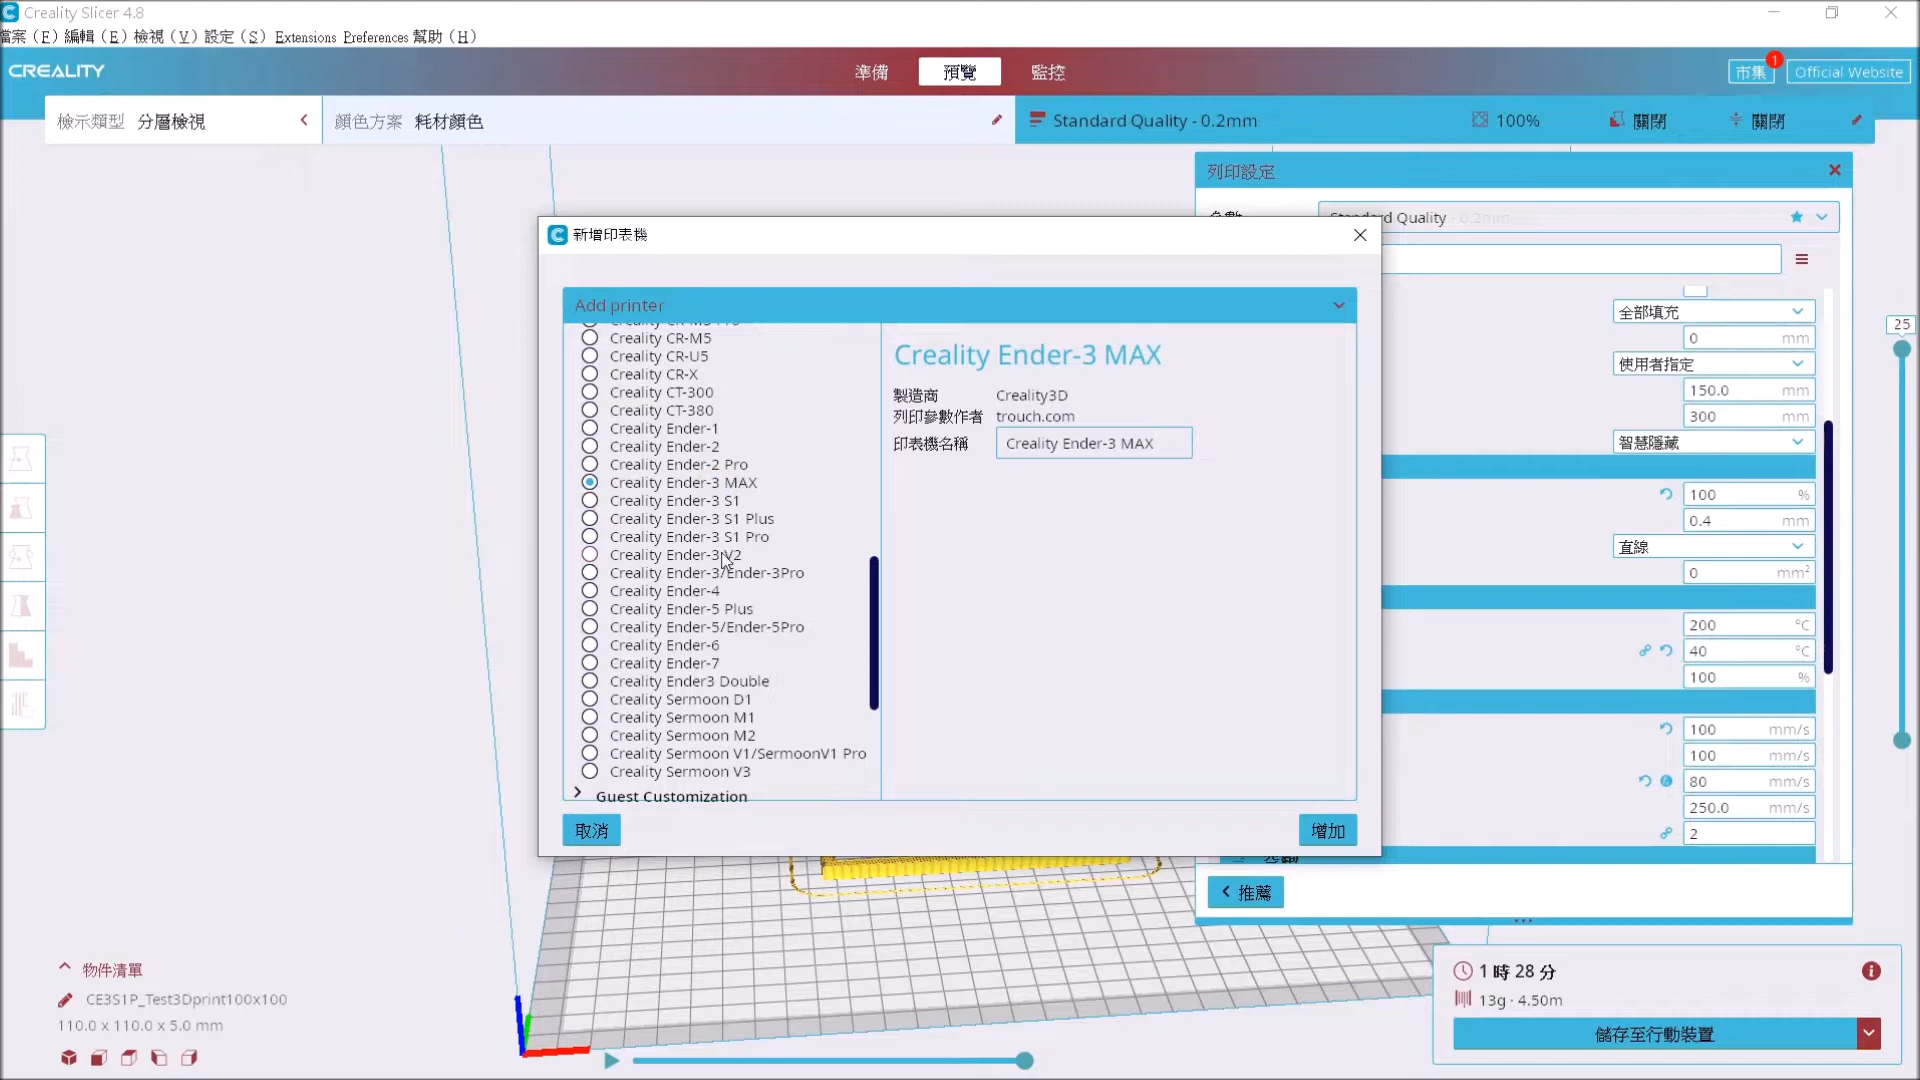 Creality Slicer 4.8
檔案（F）編輯（E）檢視（V）設定（S）Extensions Preferences 幫助（H）
CREALITY
準備
預覽
監控
市集
1
Official Website
檢示類型 分層檢視
顏色方案 耗材顏色
Standard Quality - 0.2mm
100%
關閉
關閉
列印設定
Standard Quality - 0.2mm
新增印表機
Add printer
Creality CR-M5
Creality CR-U5
Creality CR-X
Creality CT-300
Creality CT-380
Creality Ender-1
Creality Ender-2
Creality Ender-2 Pro
Creality Ender-3 MAX
Creality Ender-3 S1
Creality Ender-3 S1 Plus
Creality Ender-3 S1 Pro
Creality Ender-3 V2
Creality Ender-3/Ender-3Pro
Creality Ender-4
Creality Ender-5 Plus
Creality Ender-5/Ender-5Pro
Creality Ender-6
Creality Ender-7
Creality Ender3 Double
Creality Sermoon D1
Creality Sermoon M1
Creality Sermoon M2
Creality Sermoon V1/SermoonV1 Pro
Creality Sermoon V3
Guest Customization
Creality Ender-3 MAX
製造商 Creality3D
列印參數作者 trouch.com
印表機名稱 Creality Ender-3 MAX
取消
增加
全部填充
0 mm
使用者指定
150.0 mm
300 mm
智慧隱藏
100 %
0.4 mm
直線
0 mm²
200 °C
40 °C
100 %
100 mm/s
100 mm/s
80 mm/s
250.0 mm/s
2
推薦
25
物件清單
CE3S1P_Test3Dprint100x100
110.0 x 110.0 x 5.0 mm
1 時 28 分
13g · 4.50m
儲存至行動裝置